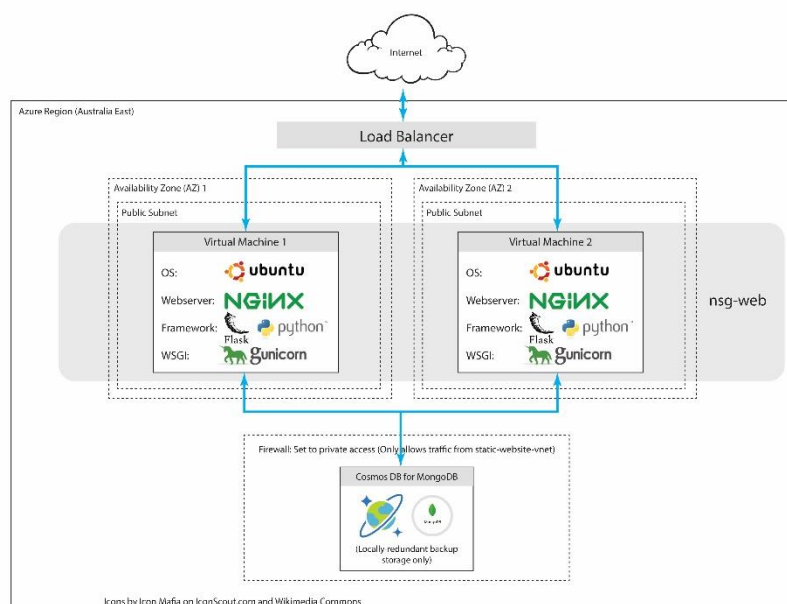 Internet
Azure Region (Australia East)
Load Balancer
Availability Zone (AZ) 1
Availability Zone (AZ) 2
Public Subnet
Public Subnet
Virtual Machine 1
Virtual Machine 2
OS: ubuntu
OS: ubuntu
Webserver: NGINX
Webserver: NGINX
nsg-web
Framework: Flask python
Framework: Flask python
WSGI: gunicorn
WSGI: gunicorn
Firewall: Set to private access (Only allows traffic from static-website-vnet)
Cosmos DB for MongoDB
MongoDB
(Locally redundant backup
storage only)
Icons by Icon Mafia on IconScout.com and Wikimedia Commons